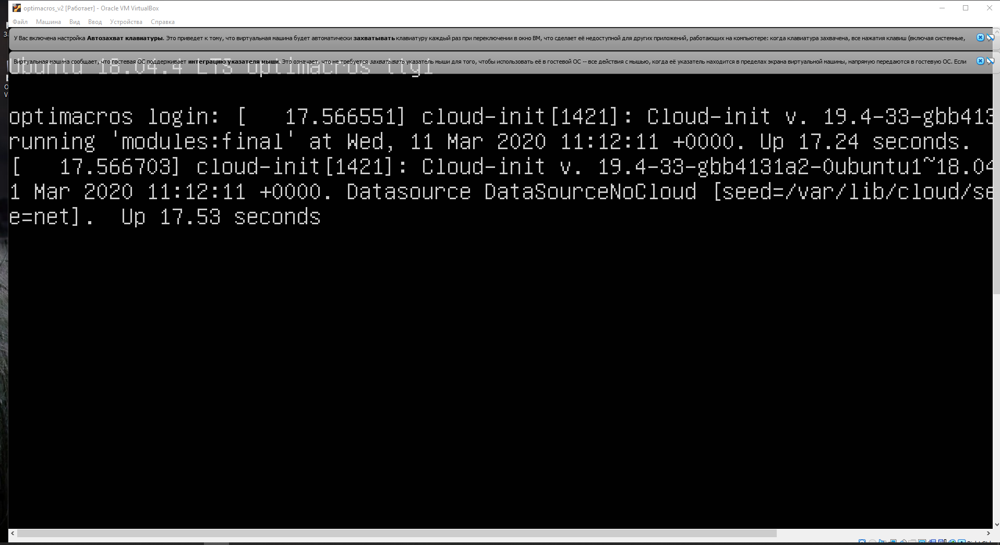 optimacros_v2 [Работает] - Oracle VM VirtualBox
Файл Машина Вид Ввод Устройства Справка
У Вас включена настройка Автозахват клавиатуры. Это приведет к тому, что виртуальная машина будет автоматически захватывать клавиатуру каждый раз при переключении в окно ВМ, что сделает её недоступной для других приложений, работающих на компьютере: когда клавиатура захвачена, все нажатия клавиш (включая системные,
Виртуальная машина сообщает, что гостевая ОС поддерживает интеграцию указателя мыши. Это означает, что не требуется захватывать указатель мыши для того, чтобы использовать её в гостевой ОС -- все действия с мышью, когда её указатель находится в пределах экрана виртуальной машины, напрямую передаются в гостевую ОС. Если
Ubuntu 18.04.4 LTS optimacros tty1
optimacros login: [   17.566551] cloud-init[1421]: Cloud-init v. 19.4-33-gbb413
running 'modules:final' at Wed, 11 Mar 2020 11:12:11 +0000. Up 17.24 seconds.
[   17.566703] cloud-init[1421]: Cloud-init v. 19.4-33-gbb4131a2-0ubuntu1~18.04
1 Mar 2020 11:12:11 +0000. Datasource DataSourceNoCloud [seed=/var/lib/cloud/se
e=net].  Up 17.53 seconds